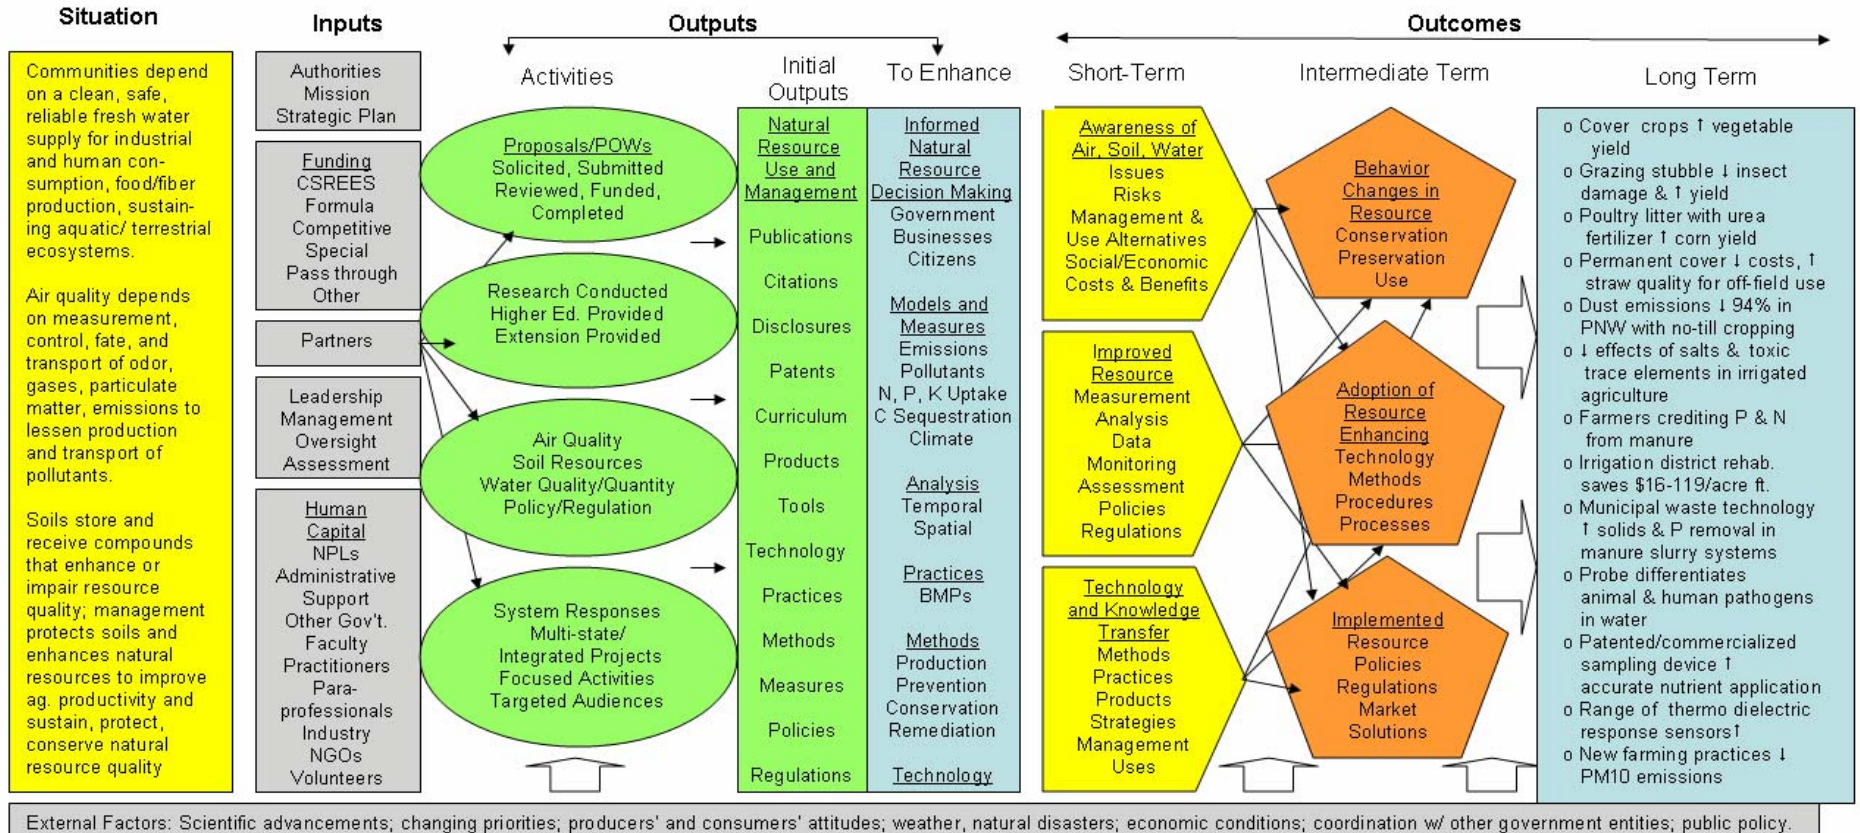 Situation
Inputs
Outputs
Outcomes
Activities
Initial
Outputs
To Enhance
Short-Term
Intermediate Term
Long Term
Communities depend
on a clean, safe,
reliable fresh water
supply for industrial
and human con-
sumption, food/fiber
production, sustain-
ing aquatic/ terrestrial
ecosystems.
Air quality depends
on measurement,
control, fate, and
transport of odor,
gases, particulate
matter, emissions to
lessen production
and transport of
pollutants.
Soils store and
receive compounds
that enhance or
impair resource
quality; management
protects soils and
enhances natural
resources to improve
ag. productivity and
sustain, protect,
conserve natural
resource quality
Authorities
Mission
Strategic Plan
Funding
CSREES
Formula
Competitive
Special
Pass through
Other
Partners
Leadership
Management
Oversight
Assessment
Human
Capital
NPLs
Administrative
Support
Other Gov't.
Faculty
Practitioners
Para-
professionals
Industry
NGOs
Volunteers
Proposals/POWs
Solicited, Submitted
Reviewed, Funded,
Completed
Research Conducted
Higher Ed. Provided
Extension Provided
Air Quality
Soil Resources
Water Quality/Quantity
Policy/Regulation
System Responses
Multi-state/
Integrated Projects
Focused Activities
Targeted Audiences
Natural
Resource
Use and
Management
Publications
Citations
Disclosures
Patents
Curriculum
Products
Tools
Technology
Practices
Methods
Measures
Policies
Regulations
Informed
Natural
Resource
Decision Making
Government
Businesses
Citizens
Models and
Measures
Emissions
Pollutants
N, P, K Uptake
C Sequestration
Climate
Analysis
Temporal
Spatial
Practices
BMPs
Methods
Production
Prevention
Conservation
Remediation
Technology
Awareness of
Air, Soil, Water
Issues
Risks
Management &
Use Alternatives
Social/Economic
Costs & Benefits
Improved
Resource
Measurement
Analysis
Data
Monitoring
Assessment
Policies
Regulations
Technology
and Knowledge
Transfer
Methods
Practices
Products
Strategies
Management
Uses
Behavior
Changes in
Resource
Conservation
Preservation
Use
Adoption of
Resource
Enhancing
Technology
Methods
Procedures
Processes
Implemented
Resource
Policies
Regulations
Market
Solutions
o Cover crops ↑ vegetable
yield
o Grazing stubble ↓ insect
damage & ↑ yield
o Poultry litter with urea
fertilizer ↑ corn yield
o Permanent cover ↓ costs, ↑
straw quality for off-field use
o Dust emissions ↓ 94% in
PNW with no-till cropping
o ↓ effects of salts & toxic
trace elements in irrigated
agriculture
o Farmers crediting P & N
from manure
o Irrigation district rehab.
saves $16-119/acre ft.
o Municipal waste technology
↑ solids & P removal in
manure slurry systems
o Probe differentiates
animal & human pathogens
in water
o Patented/commercialized
sampling device ↑
accurate nutrient application
o Range of thermo dielectric
response sensors↑
o New farming practices ↓
PM10 emissions
External Factors: Scientific advancements; changing priorities; producers' and consumers' attitudes; weather, natural disasters; economic conditions; coordination w/ other government entities; public policy.